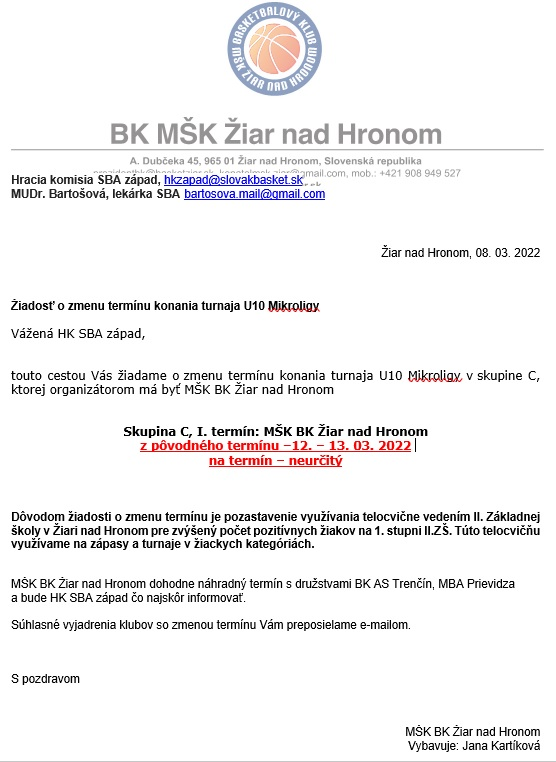 BASKETBALOVÝ KLUB
MŠK ŽIAR NAD HRONOM
BK MŠK Žiar nad Hronom
A. Dubčeka 45, 965 01 Žiar nad Hronom, Slovenská republika
mob.: +421 908 949 527
Hracia komisia SBA západ, hkzapad@slovakbasket.sk
MUDr. Bartošová, lekárka SBA bartosova.mail@gmail.com
Žiar nad Hronom, 08. 03. 2022
Žiadosť o zmenu termínu konania turnaja U10 Mikroligy
Vážená HK SBA západ,
touto cestou Vás žiadame o zmenu termínu konania turnaja U10 Mikroligy v skupine C,
ktorej organizátorom má byť MŠK BK Žiar nad Hronom
Skupina C, I. termín: MŠK BK Žiar nad Hronom
z pôvodného termínu –12. – 13. 03. 2022
na termín – neurčitý
Dôvodom žiadosti o zmenu termínu je pozastavenie využívania telocvične vedením II. Základnej
školy v Žiari nad Hronom pre zvýšený počet pozitívnych žiakov na 1. stupni II.ZŠ. Túto telocvičňu
využívame na zápasy a turnaje v žiackych kategóriách.
MŠK BK Žiar nad Hronom dohodne náhradný termín s družstvami BK AS Trenčín, MBA Prievidza
a bude HK SBA západ čo najskôr informovať.
Súhlasné vyjadrenia klubov so zmenou termínu Vám preposielame e-mailom.
S pozdravom
MŠK BK Žiar nad Hronom
Vybavuje: Jana Kartíková